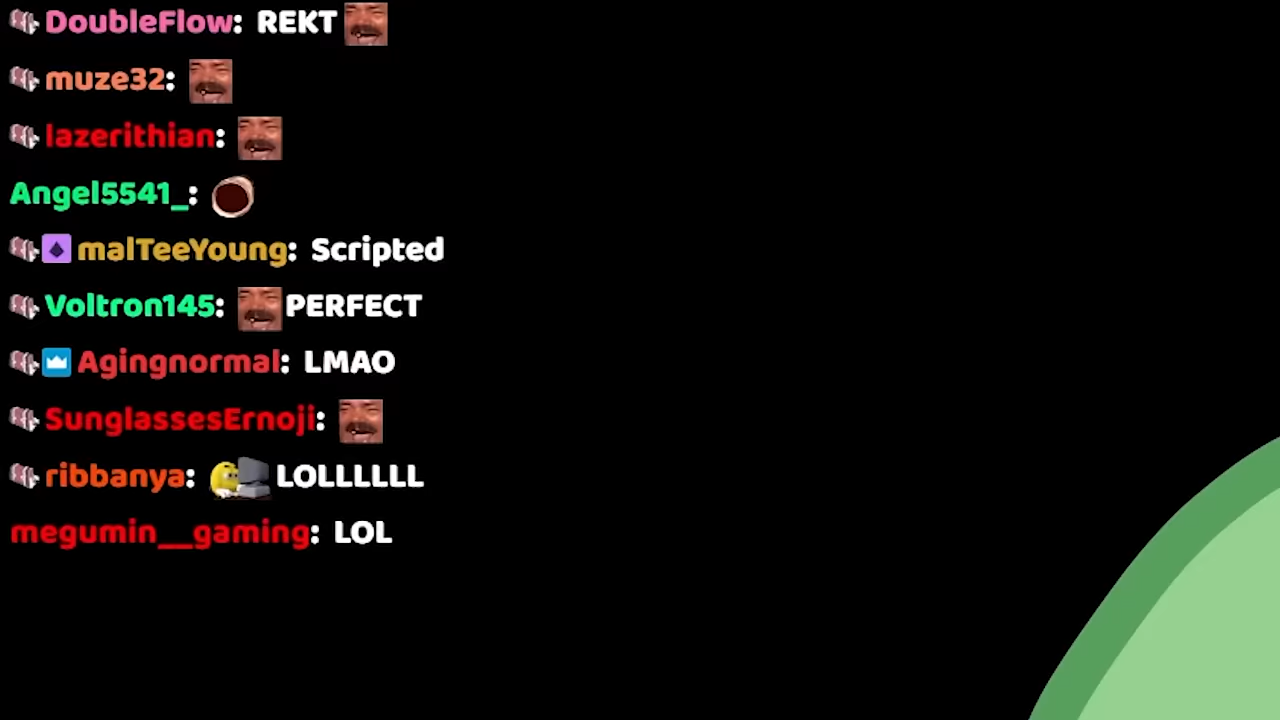 DoubleFlow: REKT
muze32:
lazerithian:
Angel5541_:
malTeeYoung: Scripted
Voltron145: PERFECT
Agingnormal: LMAO
SunglassesErnoji:
ribbanya: LOLLLLLL
megumin__gaming: LOL